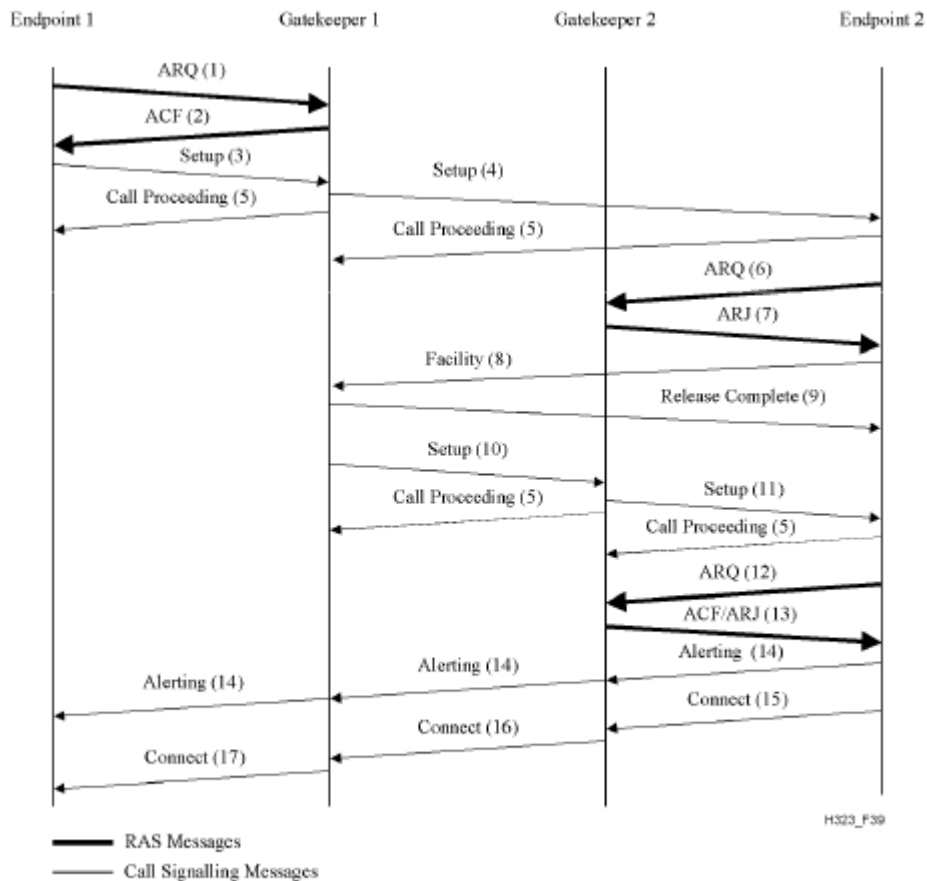 Endpoint 1 Gatekeeper 1 Gatekeeper 2 Endpoint 2
ARQ (1)
ACF (2)
Setup (3)
Setup (4)
Call Proceeding (5)
Call Proceeding (5)
ARQ (6)
ARJ (7)
Facility (8)
Release Complete (9)
Setup (10)
Setup (11)
Call Proceeding (5)
Call Proceeding (5)
ARQ (12)
ACF/ARJ (13)
Alerting (14)
Alerting (14)
Alerting (14)
Connect (15)
Connect (16)
Connect (17)
H323_F39
RAS Messages
Call Signalling Messages